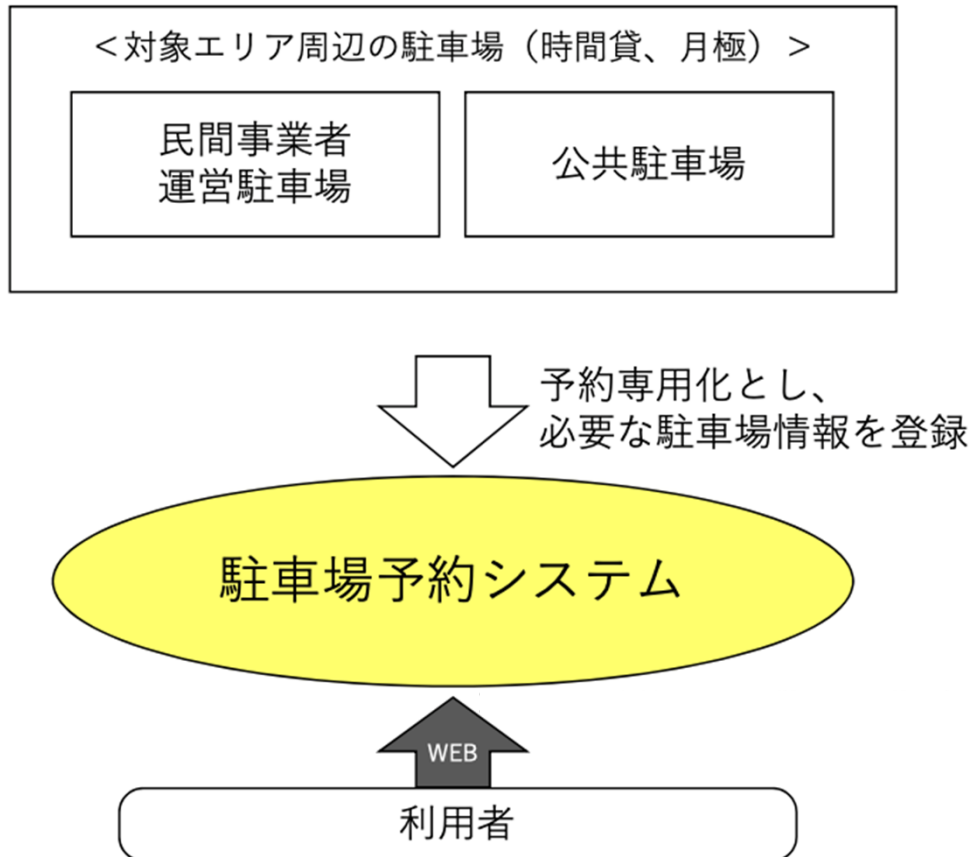 ＜対象エリア周辺の駐車場（時間貸、月極）＞
民間事業者
運営駐車場
公共駐車場
予約専用化とし、
必要な駐車場情報を登録
駐車場予約システム
WEB
利用者